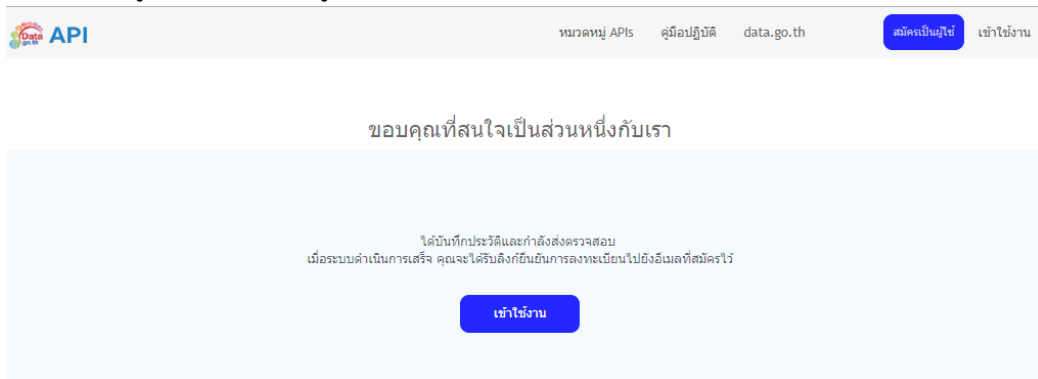 Data
go.th
API
หมวดหมู่ APIs
คู่มือปฏิบัติ
data.go.th
สมัครเป็นผู้ใช้
เข้าใช้งาน
ขอบคุณที่สนใจเป็นส่วนหนึ่งกับเรา
ได้บันทึกประวัติและกำลังส่งตรวจสอบ
เมื่อระบบดำเนินการเสร็จ คุณจะได้รับลิงก์ยืนยันการลงทะเบียนไปยังอีเมลที่สมัครไว้
เข้าใช้งาน